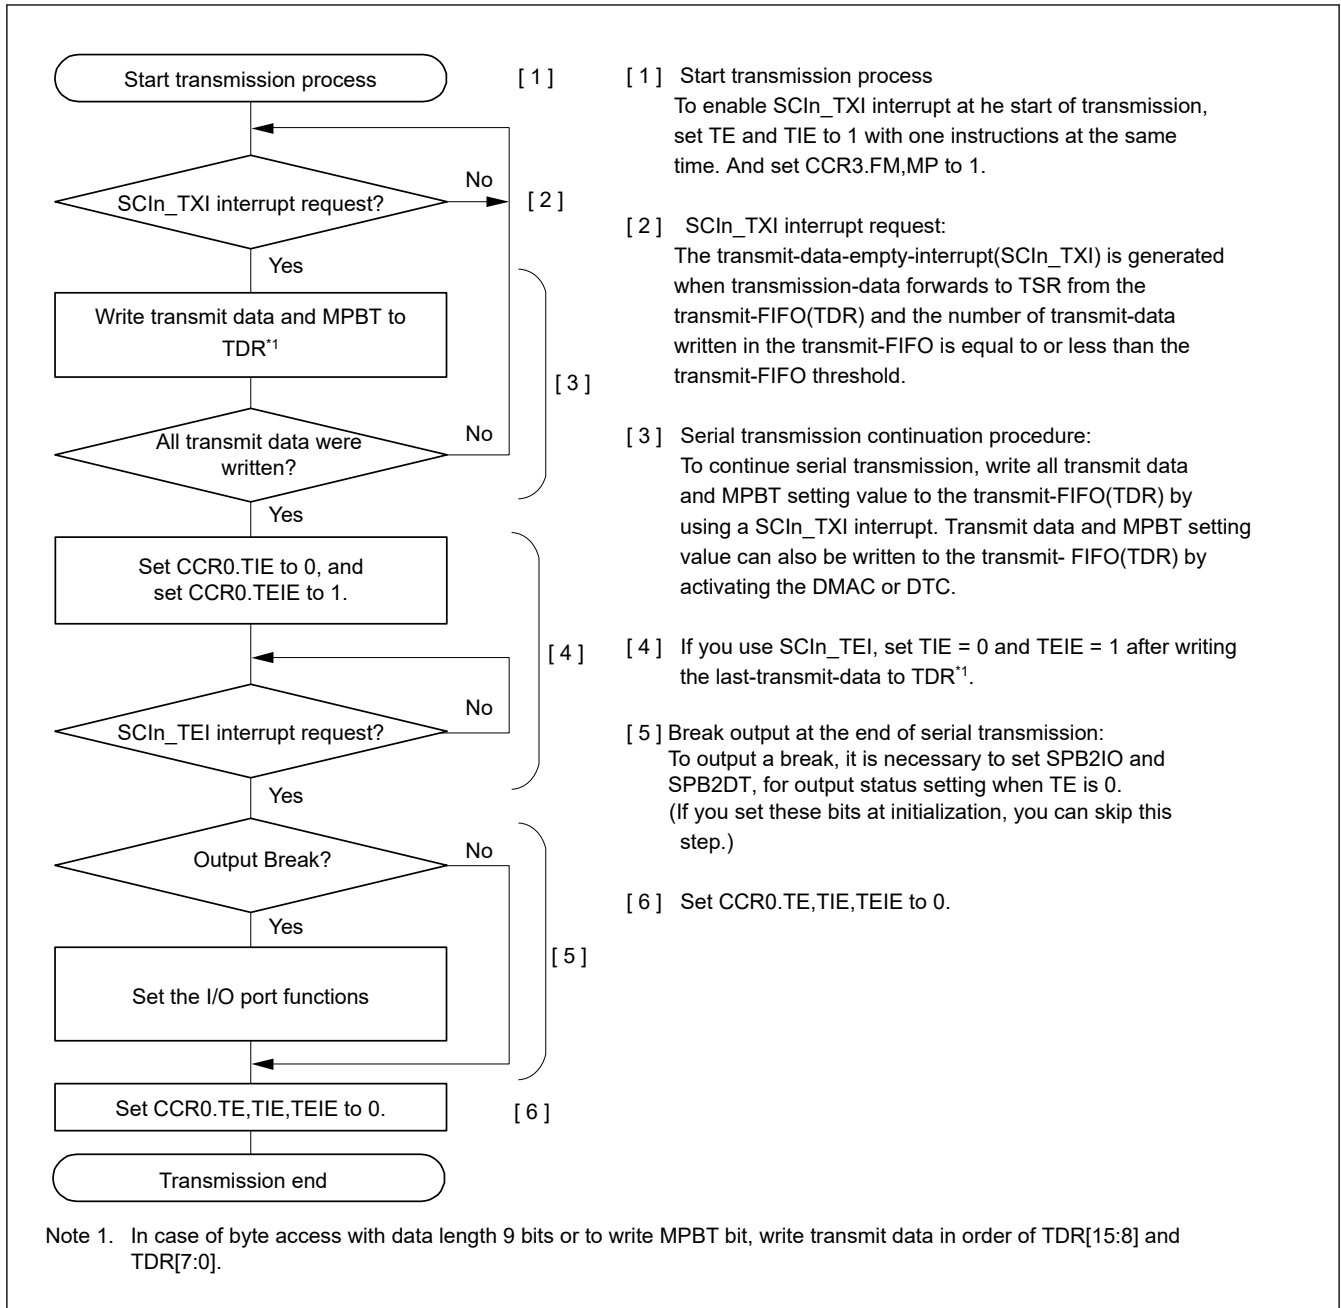 Start transmission process
[ 1 ]
SCIn_TXI interrupt request?
No
[ 2 ]
Yes
Write transmit data and MPBT to
TDR*1
[ 3 ]
All transmit data were
written?
No
Yes
Set CCR0.TIE to 0, and
set CCR0.TEIE to 1.
[ 4 ]
SCIn_TEI interrupt request?
No
Yes
Output Break?
No
Yes
[ 5 ]
Set the I/O port functions
Set CCR0.TE,TIE,TEIE to 0.
[ 6 ]
Transmission end
[ 1 ] Start transmission process
To enable SCIn_TXI interrupt at he start of transmission,
set TE and TIE to 1 with one instructions at the same
time. And set CCR3.FM,MP to 1.
[ 2 ] SCIn_TXI interrupt request:
The transmit-data-empty-interrupt(SCIn_TXI) is generated
when transmission-data forwards to TSR from the
transmit-FIFO(TDR) and the number of transmit-data
written in the transmit-FIFO is equal to or less than the
transmit-FIFO threshold.
[ 3 ] Serial transmission continuation procedure:
To continue serial transmission, write all transmit data
and MPBT setting value to the transmit-FIFO(TDR) by
using a SCIn_TXI interrupt. Transmit data and MPBT setting
value can also be written to the transmit- FIFO(TDR) by
activating the DMAC or DTC.
[ 4 ] If you use SCIn_TEI, set TIE = 0 and TEIE = 1 after writing
the last-transmit-data to TDR*1.
[ 5 ] Break output at the end of serial transmission:
To output a break, it is necessary to set SPB2IO and
SPB2DT, for output status setting when TE is 0.
(If you set these bits at initialization, you can skip this
step.)
[ 6 ] Set CCR0.TE,TIE,TEIE to 0.
Note 1. In case of byte access with data length 9 bits or to write MPBT bit, write transmit data in order of TDR[15:8] and
TDR[7:0].